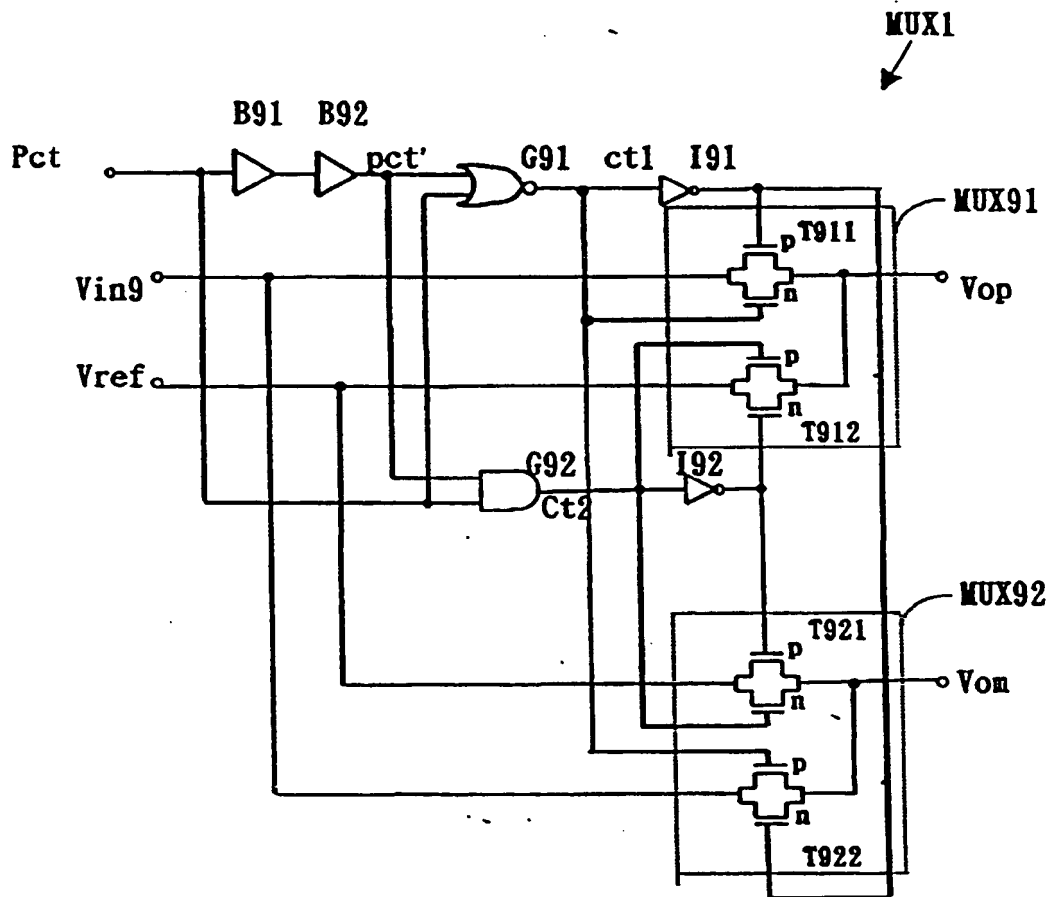 MUX1
B91 B92
Pct pct' G91 ct1 I91
MUX91
p T911
Vin9 n Vop
p
Vref n
T912
G92 I92
Ct2
MUX92
T921
p
n Vom
p
n
T922